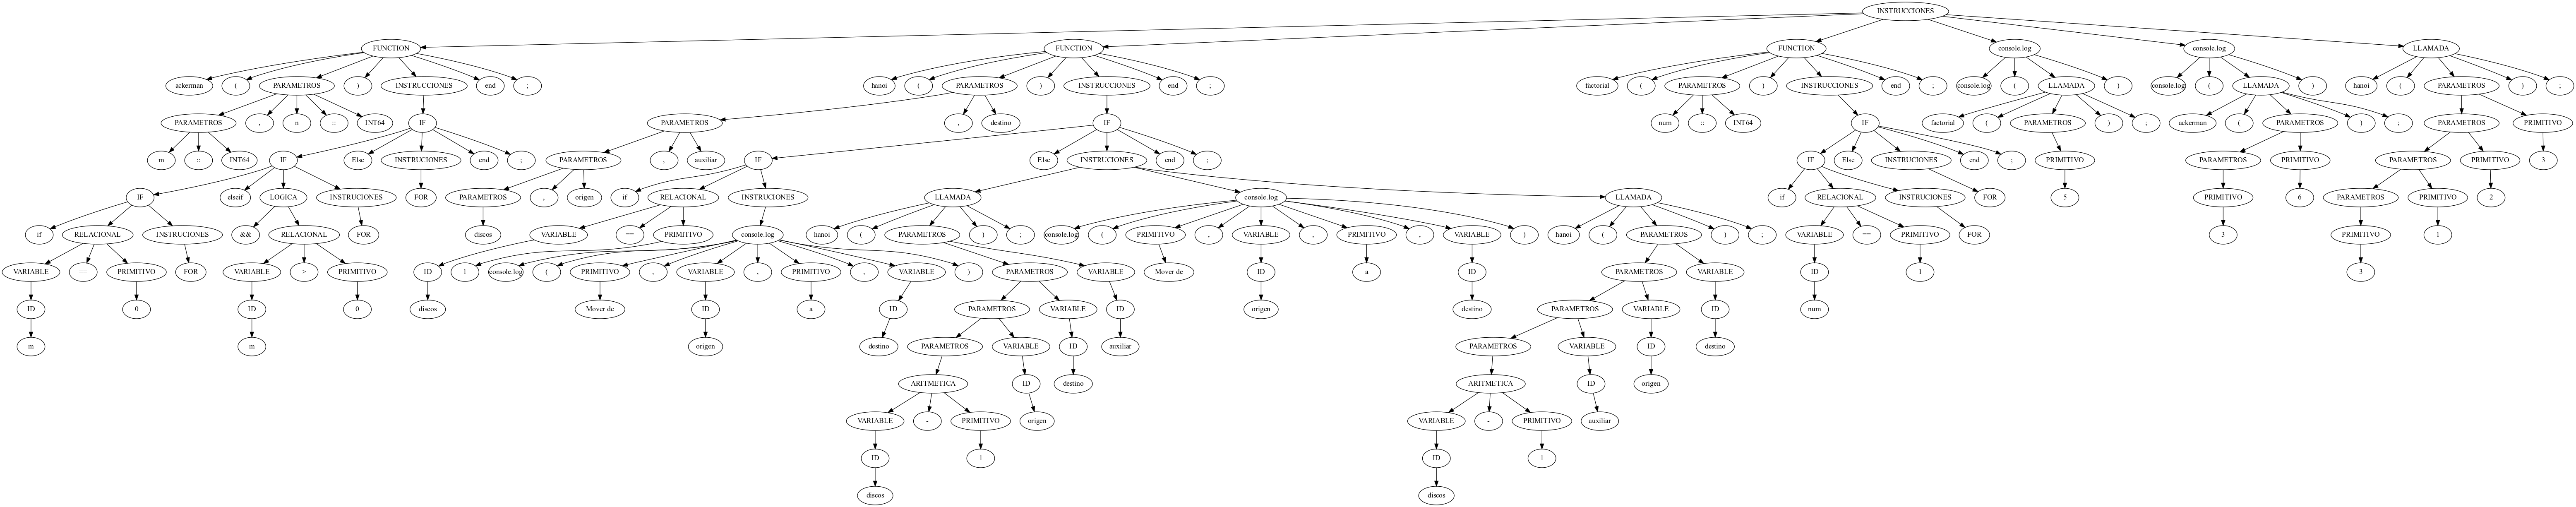 INSTRUCCIONES
FUNCTION FUNCTION FUNCTION console.log console.log LLAMADA
ackerman ( PARAMETROS ) INSTRUCCIONES end ; hanoi ( PARAMETROS ) INSTRUCCIONES end ; factorial ( PARAMETROS ) INSTRUCCIONES end ; console.log ( LLAMADA ) console.log ( LLAMADA ) hanoi ( PARAMETROS ) ;
PARAMETROS , n :: INT64 IF PARAMETROS , destino IF num :: INT64 IF factorial ( PARAMETROS ) ; ackerman ( PARAMETROS ) ; PARAMETROS PRIMITIVO
m :: INT64 IF Else INSTRUCIONES end ; PARAMETROS , auxiliar IF Else INSTRUCIONES end ; IF Else INSTRUCIONES end ; PRIMITIVO PARAMETROS PRIMITIVO PARAMETROS PRIMITIVO 3
IF elseif LOGICA INSTRUCIONES FOR PARAMETROS , origen if RELACIONAL INSTRUCIONES LLAMADA console.log LLAMADA if RELACIONAL INSTRUCIONES FOR 5 PRIMITIVO 6 PARAMETROS PRIMITIVO 2
if RELACIONAL INSTRUCIONES && RELACIONAL FOR discos VARIABLE == PRIMITIVO console.log hanoi ( PARAMETROS ) ; console.log ( PRIMITIVO , VARIABLE , PRIMITIVO , VARIABLE ) hanoi ( PARAMETROS ) ; VARIABLE == PRIMITIVO FOR 3 PRIMITIVO 1
VARIABLE == PRIMITIVO FOR VARIABLE > PRIMITIVO ID 1 console.log ( PRIMITIVO , VARIABLE , PRIMITIVO , VARIABLE ) PARAMETROS VARIABLE Mover de ID a ID PARAMETROS VARIABLE ID 1 3
ID 0 ID 0 discos Mover de ID a ID PARAMETROS VARIABLE ID origen destino PARAMETROS VARIABLE ID num
m m origen destino PARAMETROS VARIABLE ID auxiliar PARAMETROS VARIABLE ID destino
ARITMETICA ID destino ARITMETICA ID origen
VARIABLE - PRIMITIVO origen VARIABLE - PRIMITIVO auxiliar
ID 1 ID 1
discos discos